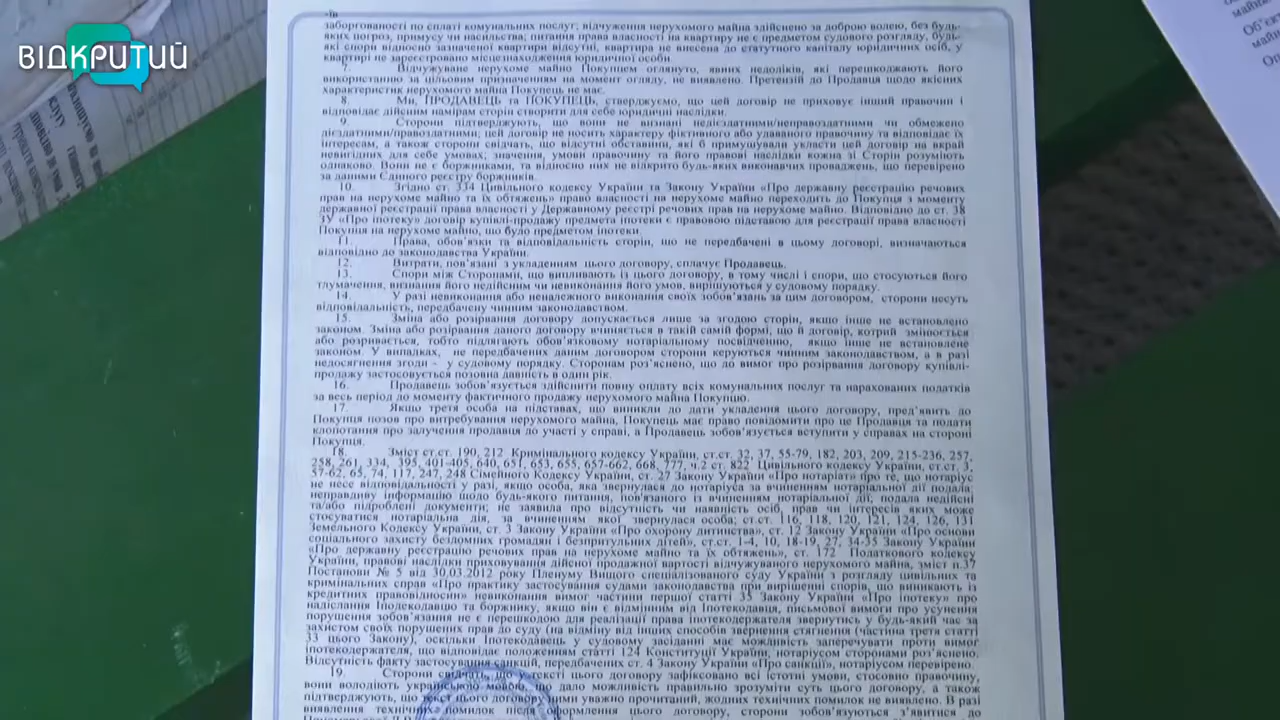 ВІДКРИТИЙ
-їв
заборгованості по сплаті комунальних послуг; відчуження нерухомого майна здійснено за доброю волею, без будь-
яких погроз, примусу чи насильства; питання права власності на квартиру не є предметом судового розгляду, будь-
які спори відносно зазначеної квартири відсутні, квартира не внесена до статутного капіталу юридичних осіб, у
квартирі не зареєстровано місцезнаходження юридичної особи.
7. Відчужуване нерухоме майно Покупцем оглянуто, явних недоліків, які перешкоджають його
використанню за цільовим призначенням на момент огляду, не виявлено. Претензій до Продавця щодо якісних
характеристик нерухомого майна Покупець не має.
8. Ми, ПРОДАВЕЦЬ та ПОКУПЕЦЬ, стверджуємо, що цей договір не приховує інший правочин і
відповідає дійсним намірам сторін створити для себе юридичні наслідки.
9. Сторони підтверджують, що вони не визнані недієздатними/неправоздатними чи обмежено
дієздатними/правоздатними; цей договір не носить характеру фіктивного або удаваного правочину та відповідає їх
інтересам, а також сторони свідчать, що відсутні обставини, які б примушували укласти цей договір на вкрай
невигідних для себе умовах; значення, умови правочину та його правові наслідки кожна зі Сторін розуміють
однаково. Вони не є боржниками, та відносно них не відкрито будь-яких виконавчих проваджень, що перевірено
за даними Єдиного реєстру боржників.
10. Згідно ст. 334 Цивільного кодексу України та Закону України «Про державну реєстрацію речових
прав на нерухоме майно та їх обтяжень» право власності на нерухоме майно переходить до Покупця з моменту
державної реєстрації права власності у Державному реєстрі речових прав на нерухоме майно. Відповідно до ст. 38
ЗУ «Про іпотеку» договір купівлі-продажу предмета іпотеки є правовою підставою для реєстрації права власності
Покупця на нерухоме майно, що було предметом іпотеки.
11. Права, обов'язки та відповідальність сторін, що не передбачені в цьому договорі, визначаються
відповідно до законодавства України.
12. Витрати, пов'язані з укладенням цього договору, сплачує Продавець.
13. Спори між Сторонами, що випливають із цього договору, в тому числі і спори, що стосуються його
тлумачення, визнання його недійсним чи невиконання його умов, вирішуються у судовому порядку.
14. У разі невиконання або неналежного виконання своїх зобов'язань за цим договором, сторони несуть
відповідальність, передбачену чинним законодавством.
15. Зміна або розірвання договору допускається лише за згодою сторін, якщо інше не встановлено
законом. Зміна або розірвання даного договору вчиняється в такій самій формі, що й договір, котрий змінюється
або розривається, тобто підлягають обов'язковому нотаріальному посвідченню, якщо інше не встановлене
законом. У випадках, не передбачених даним договором сторони керуються чинним законодавством, а в разі
недосягнення згоди - у судовому порядку. Сторонам роз'яснено, що до вимог про розірвання договору купівлі-
продажу застосовується позовна давність в один рік.
16. Продавець зобов'язується здійснити повну оплату всіх комунальних послуг та нарахованих податків
за весь період до моменту фактичного продажу нерухомого майна Покупцю.
17. Якщо третя особа на підставах, що виникли до дати укладення цього договору, пред'явить до
Покупця позов про витребування нерухомого майна, Покупець має право повідомити про це Продавця та подати
клопотання про залучення продавця до участі у справі, а Продавець зобов'язується вступити у справах на стороні
Покупця.
18. Зміст ст.ст. 190, 212 Кримінального кодексу України, ст.ст. 32, 37, 55-79, 182, 203, 209, 215-236, 257,
258, 261, 334, 395, 401-405, 640, 651, 653, 655, 657-662, 668, 777, ч.2 ст. 822 Цивільного кодексу України, ст.ст. 3,
57-62, 65, 74, 117, 247, 248 Сімейного Кодексу України, ст. 27 Закону України «Про нотаріат» про те, що нотаріус
не несе відповідальності у разі, якщо особа, яка звернулася до нотаріуса за вчиненням нотаріальної дії подала
неправдиву інформацію щодо будь-якого питання, пов'язаного із вчиненням нотаріальної дії, подала недійсні
та/або підроблені документи; не заявила про відсутність чи наявність осіб, прав чи інтересів яких може
стосуватися нотаріальна дія, за вчиненням якої звернулася особа; ст.ст. 116, 118, 120, 121, 124, 126, 131
Земельного Кодексу України, ст. 3 Закону України «Про охорону дитинства», ст. 12 Закону України «Про основи
соціального захисту бездомних громадян і безпритульних дітей», ст.ст. 1-4, 10, 18-19, 27, 34-35 Закону України
«Про державну реєстрацію речових прав на нерухоме майно та їх обтяжень», ст. 172 Податкового кодексу
України, правові наслідки приховування дійсної продажної вартості відчужуваного нерухомого майна, зміст п.37
Постанови № 5 від 30.03.2012 року Пленуму Вищого спеціалізованого суду України з розгляду цивільних та
кримінальних справ «Про практику застосування судами законодавства при вирішенні спорів, що виникають із
кредитних правовідносин» невиконання вимог частини першої статті 35 Закону України «Про іпотеку» про
надіслання Іподекодавцю та боржнику, якщо він є відмінним від Іпотекодавця, письмової вимоги про усунення
порушення зобов'язання не є перешкодою для реалізації права іпотекодержателя звернутись у будь-який час за
захистом своїх порушених прав до суду (на відміну від інших способів звернення стягнення (частина третя статті
33 цього Закону), оскільки Іпотекодавець у судовому засіданні має можливість заперечувати проти вимог
іпотекодержателя, що відповідає положенням статті 124 Конституції України, нотаріусом сторонам роз'яснено.
Відсутність факту застосування санкцій, передбачених ст. 4 Закону України «Про санкції», нотаріусом перевірено.
19. Сторони свідчать, що у тексті цього договору зафіксовано всі істотні умови, стосовно правочину,
вони володіють українською мовою, що дало можливість правильно зрозуміти суть цього договору, а також
підтверджують, що текст цього договору ними уважно прочитаний, жодних технічних помилок не виявлено. В разі
виявлення технічних помилок після оформлення цього договору, сторони зобов'язуються з'явитися до